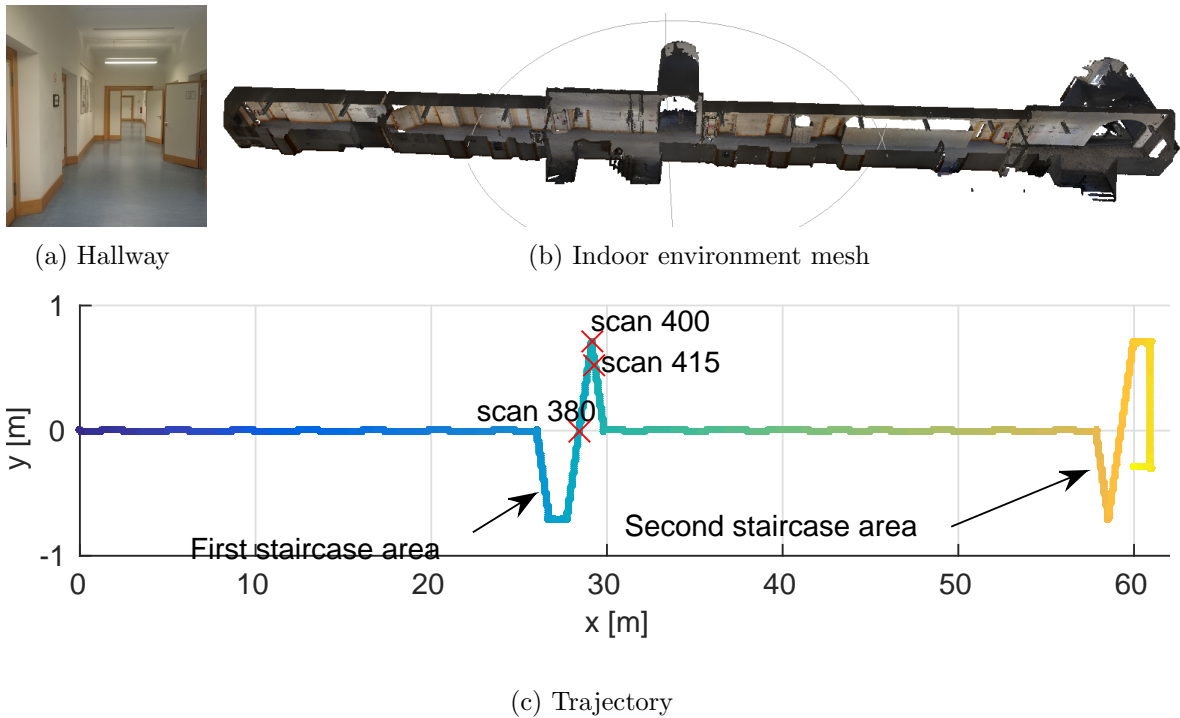 (a) Hallway
(b) Indoor environment mesh
1
scan 400
scan 415
scan 380
y [m]
0
Second staircase area
First staircase area
-1
0 10 20 30 40 50 60
x [m]
(c) Trajectory